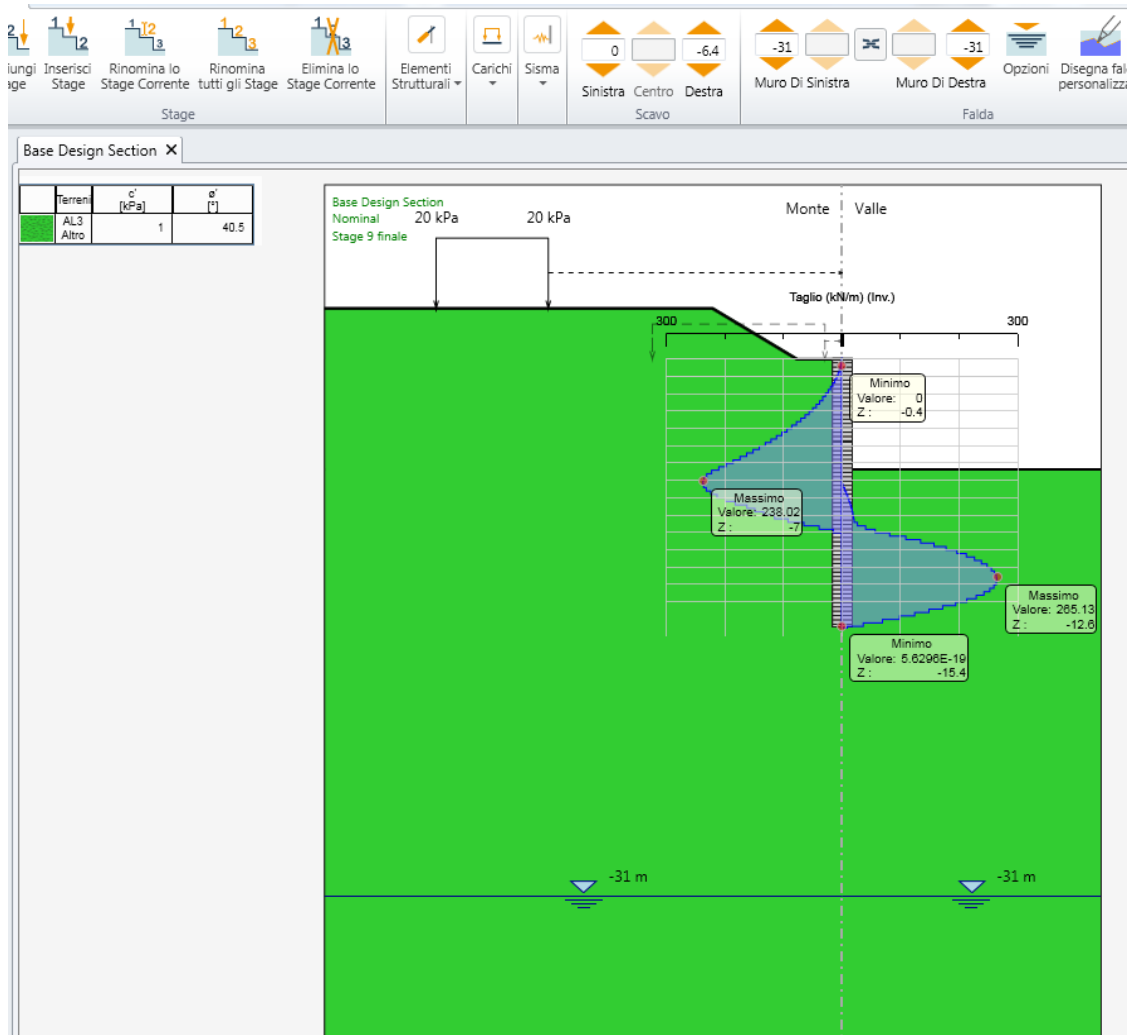 Inserisci
Stage
Rinomina lo
Stage Corrente
Rinomina
tutti gli Stage
Elimina lo
Stage Corrente
Stage
Elementi
Strutturali
Carichi
Sisma
0
-6.4
Sinistra Centro Destra
Scavo
-31
-31
Muro Di Sinistra
Muro Di Destra
Opzioni
Disegna fal
personalizza
Falda
Base Design Section
Terreni c' [kPa] ø' [°]
AL3 Altro 1 40.5
Base Design Section
Nominal
Stage 9 finale
20 kPa 20 kPa
Monte Valle
Taglio (kN/m) (Inv.)
300 300
Minimo
Valore: 0
Z : -0.4
Massimo
Valore: 238.02
Z : -7
Massimo
Valore: 265.13
Z : -12.6
Minimo
Valore: 5.6296E-19
Z : -15.4
-31 m -31 m